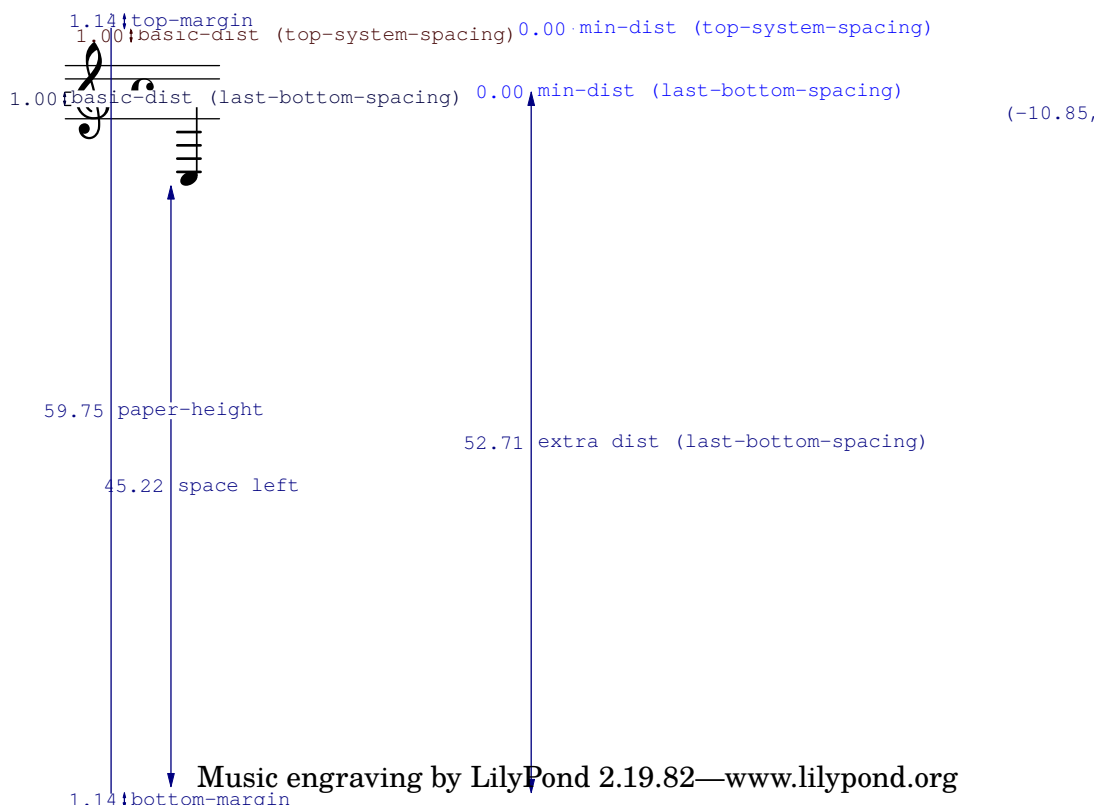 1.14 top-margin
1.00 basic-dist (top-system-spacing) 0.00 min-dist (top-system-spacing)
1.00 basic-dist (last-bottom-spacing) 0.00 min-dist (last-bottom-spacing)
(-10.85,
59.75 paper-height
52.71 extra dist (last-bottom-spacing)
45.22 space left
Music engraving by LilyPond 2.19.82—www.lilypond.org
1.14 bottom-margin